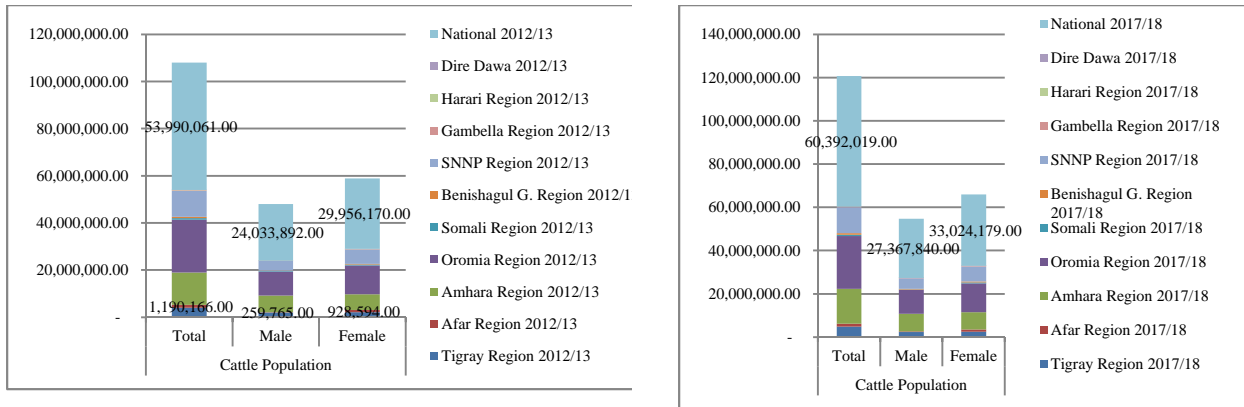 120,000,000.00
100,000,000.00
80,000,000.00
60,000,000.00
40,000,000.00
20,000,000.00
-
53,990,061.00
24,033,892.00
29,956,170.00
1,190,166.00
259,765.00
928,594.00
Total
Male
Female
Cattle Population
National 2012/13
Dire Dawa 2012/13
Harari Region 2012/13
Gambella Region 2012/13
SNNP Region 2012/13
Benishagul G. Region 2012/1
Somali Region 2012/13
Oromia Region 2012/13
Amhara Region 2012/13
Afar Region 2012/13
Tigray Region 2012/13
140,000,000.00
120,000,000.00
100,000,000.00
80,000,000.00
60,000,000.00
40,000,000.00
20,000,000.00
-
60,392,019.00
27,367,840.00
33,024,179.00
Total
Male
Female
Cattle Population
National 2017/18
Dire Dawa 2017/18
Harari Region 2017/18
Gambella Region 2017/18
SNNP Region 2017/18
Benishagul G. Region
2017/18
Somali Region 2017/18
Oromia Region 2017/18
Amhara Region 2017/18
Afar Region 2017/18
Tigray Region 2017/18